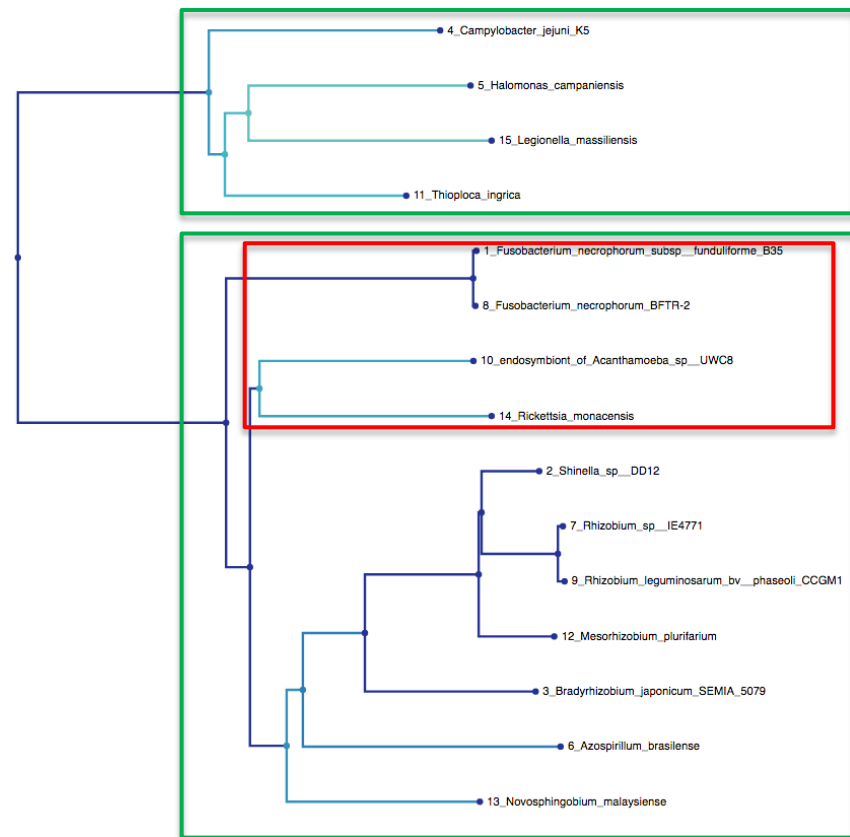 4_Campylobacter_jejuni_K5
5_Halomonas_campaniensis
15_Legionella_massiliensis
11_Thioploca_ingrica
1_Fusobacterium_necrophorum_subsp__funduliforme_B35
8_Fusobacterium_necrophorum_BFTR-2
10_endosymbiont_of_Acanthamoeba_sp__UWC8
14_Rickettsia_monacensis
2_Shinella_sp__DD12
7_Rhizobium_sp__IE4771
9_Rhizobium_leguminosarum_bv__phaseoli_CCGM1
12_Mesorhizobium_plurifarium
3_Bradyrhizobium_japonicum_SEMIA_5079
6_Azospirillum_brasilense
13_Novosphingobium_malaysiense